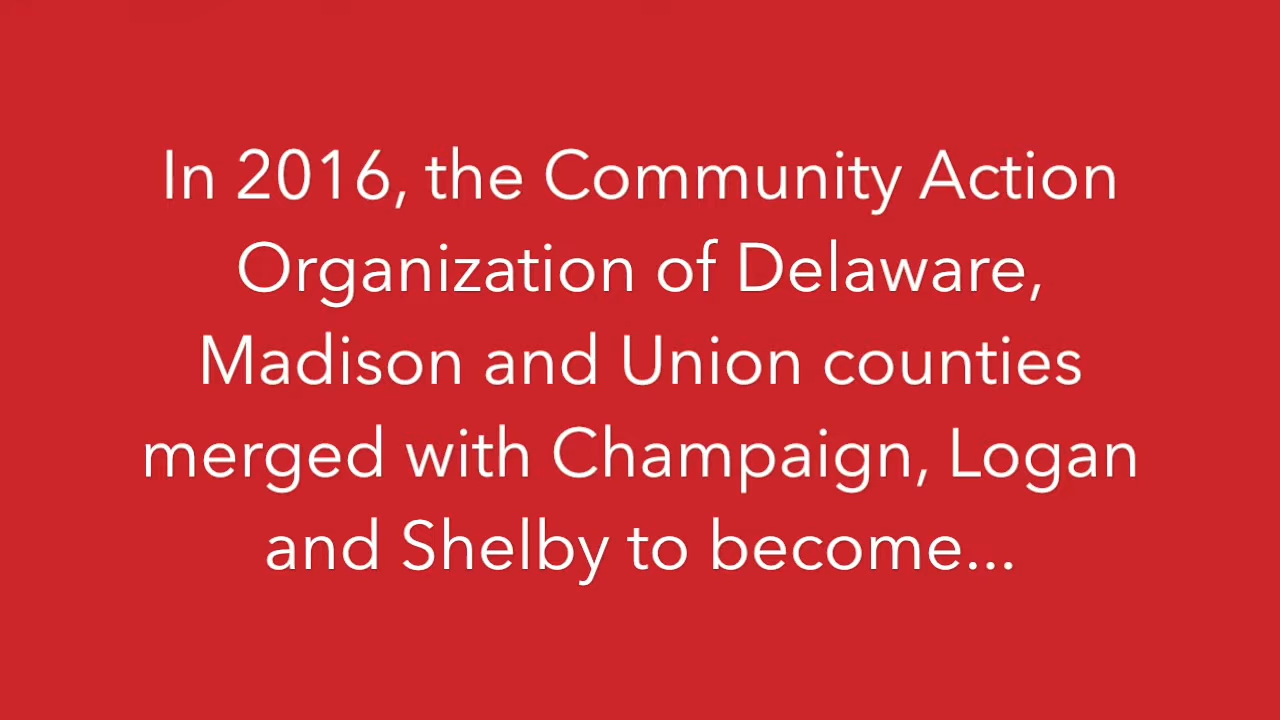 In 2016, the Community Action
Organization of Delaware,
Madison and Union counties
merged with Champaign, Logan
and Shelby to become...